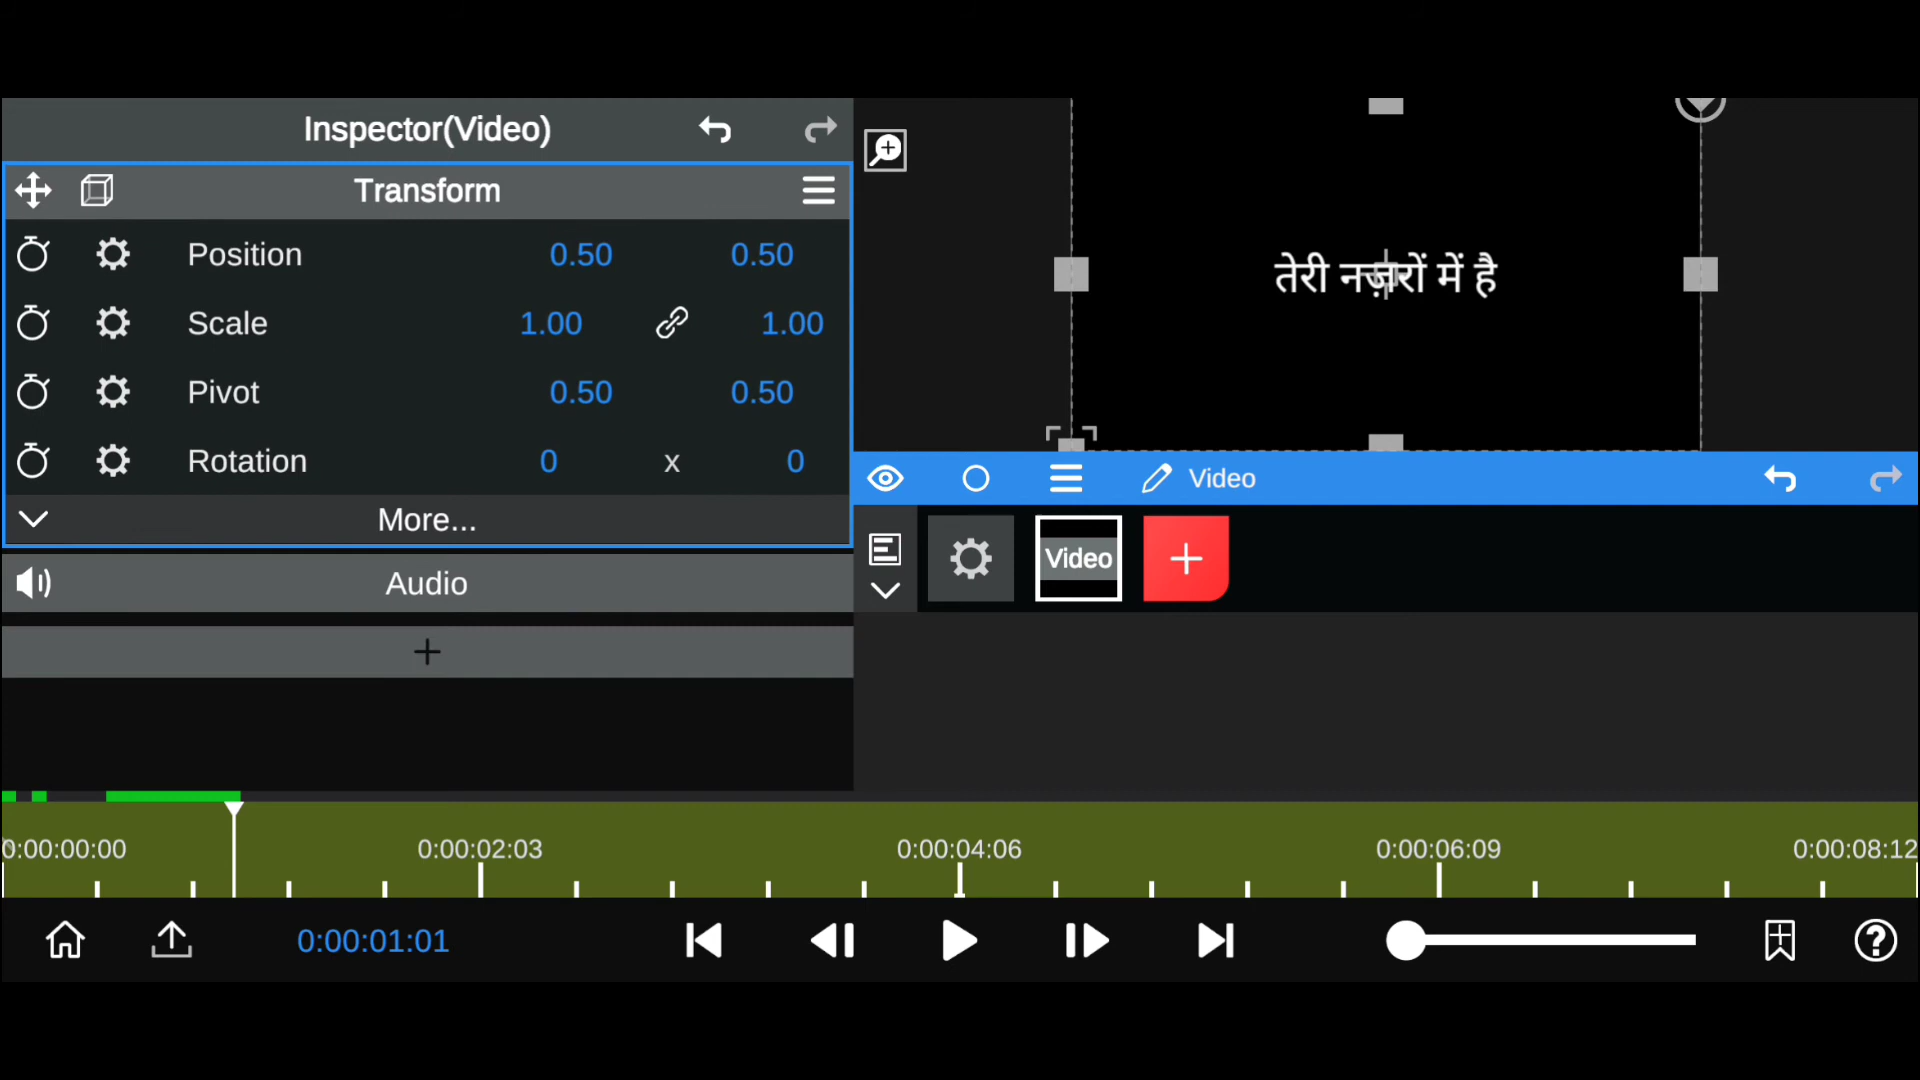 Inspector(Video)
Transform
Position 0.50 0.50
Scale 1.00 1.00
Pivot 0.50 0.50
Rotation 0 x 0
More...
Audio
तेरी नज़रों में है
Video
Video
0:00:00:00 0:00:02:03 0:00:04:06 0:00:06:09 0:00:08:12
0:00:01:01